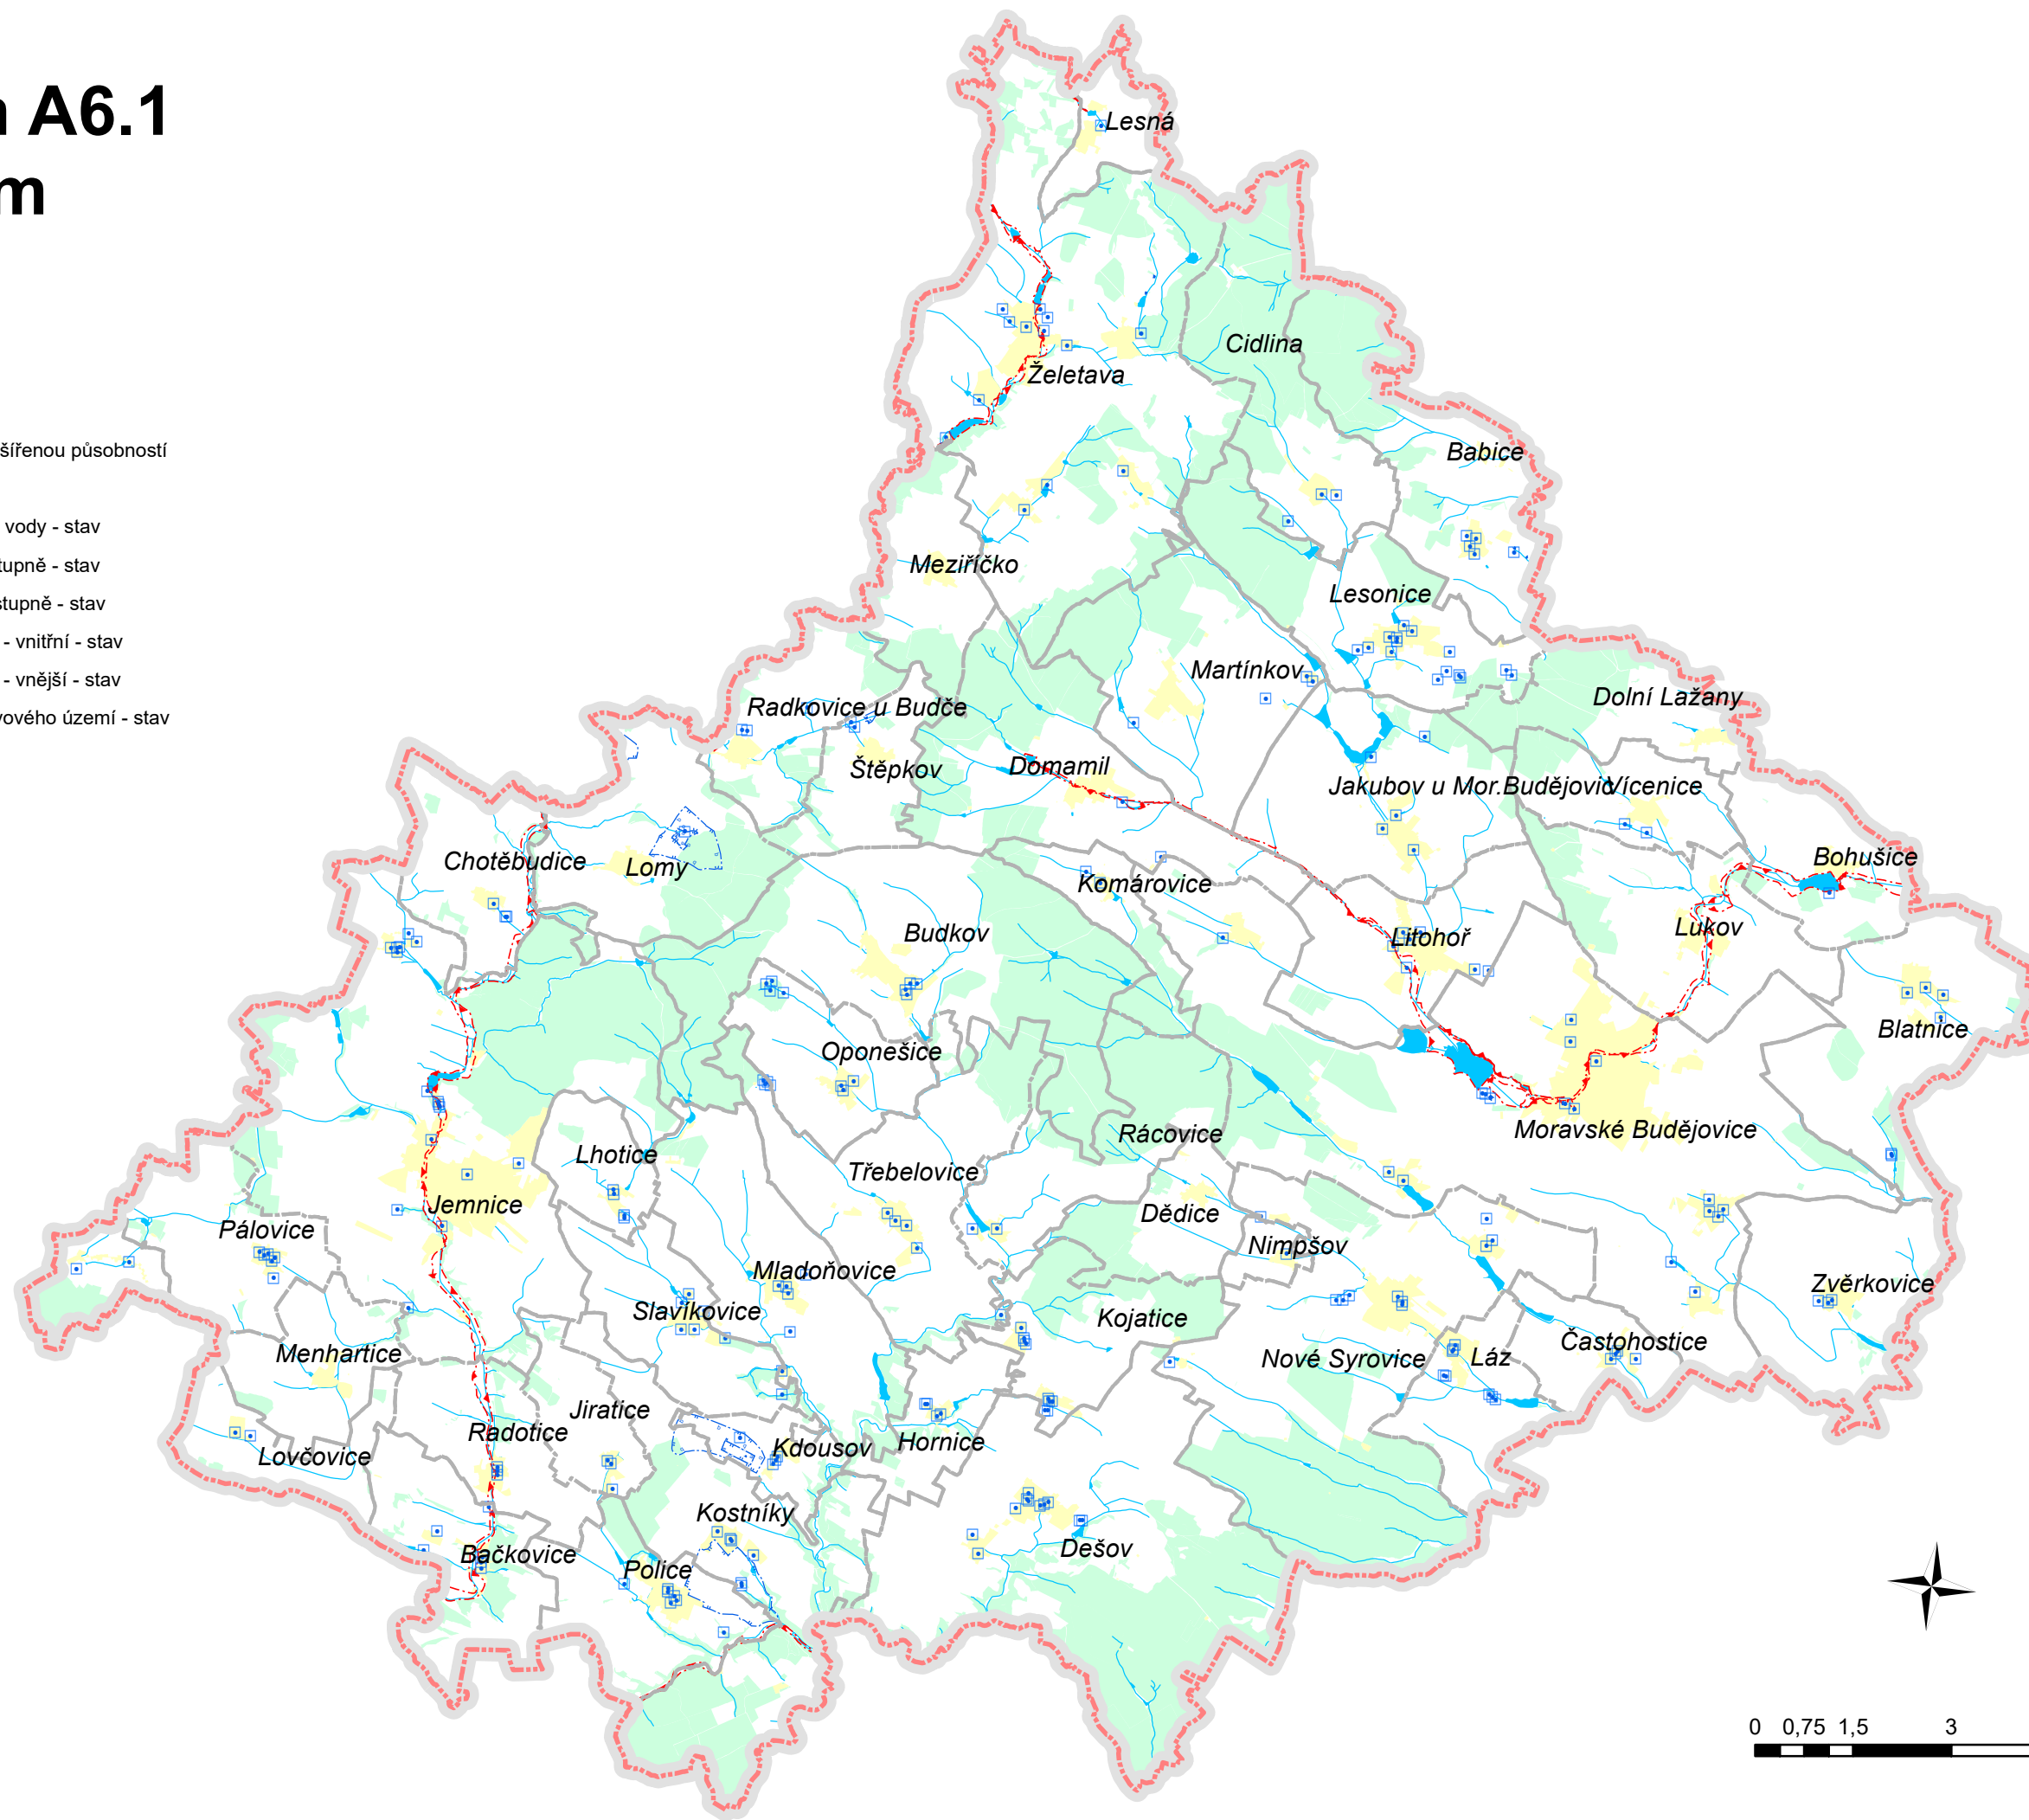 A6.1
m
šířenou působností
vody - stav
tupně - stav
stupně - stav
- vnitřní - stav
- vnější - stav
vového území - stav
Lesná
Cidlina
Želetava
Babice
Meziříčko
Lesonice
Martínkov
Dolní Lažany
Radkovice u Budče
Štěpkov
Domamil
Jakubov u Mor.Budějovic
Vícenice
Chotěbudice
Lomy
Komárovice
Bohušice
Budkov
Litohoř
Lukov
Blatnice
Oponešice
Rácovice
Moravské Budějovice
Lhotice
Třebelovice
Jemnice
Dědice
Pálovice
Nimpšov
Mladoňovice
Zvěrkovice
Slavíkovice
Kojatice
Častohostice
Menhartice
Nové Syrovice
Láz
Jiratice
Radotice
Kdousov
Hornice
Lovčovice
Kostníky
Dešov
Bačkovice
Police
0 0,75 1,5 3